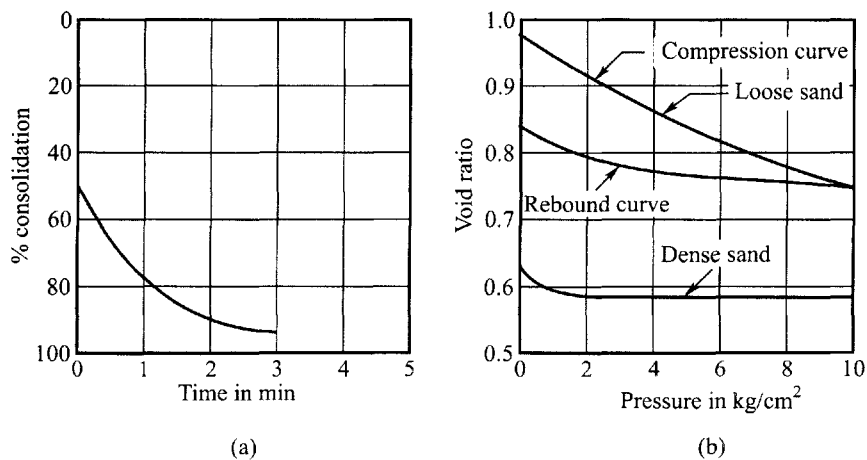 0
20
40
60
80
100
% consolidation
0 1 2 3 4 5
Time in min
(a)
1.0
0.9
0.8
0.7
0.6
0.5
Void ratio
Compression curve
Loose sand
Rebound curve
Dense sand
0 2 4 6 8 10
Pressure in kg/cm²
(b)